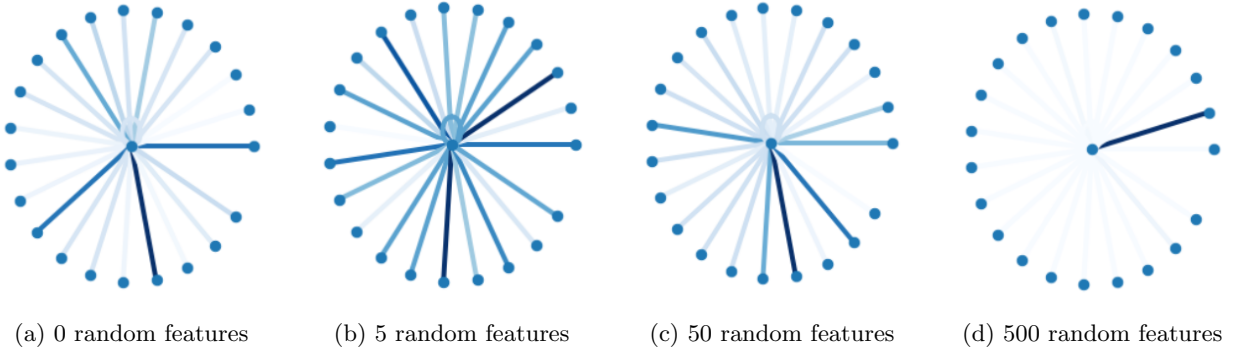 (a) 0 random features
(b) 5 random features
(c) 50 random features
(d) 500 random features